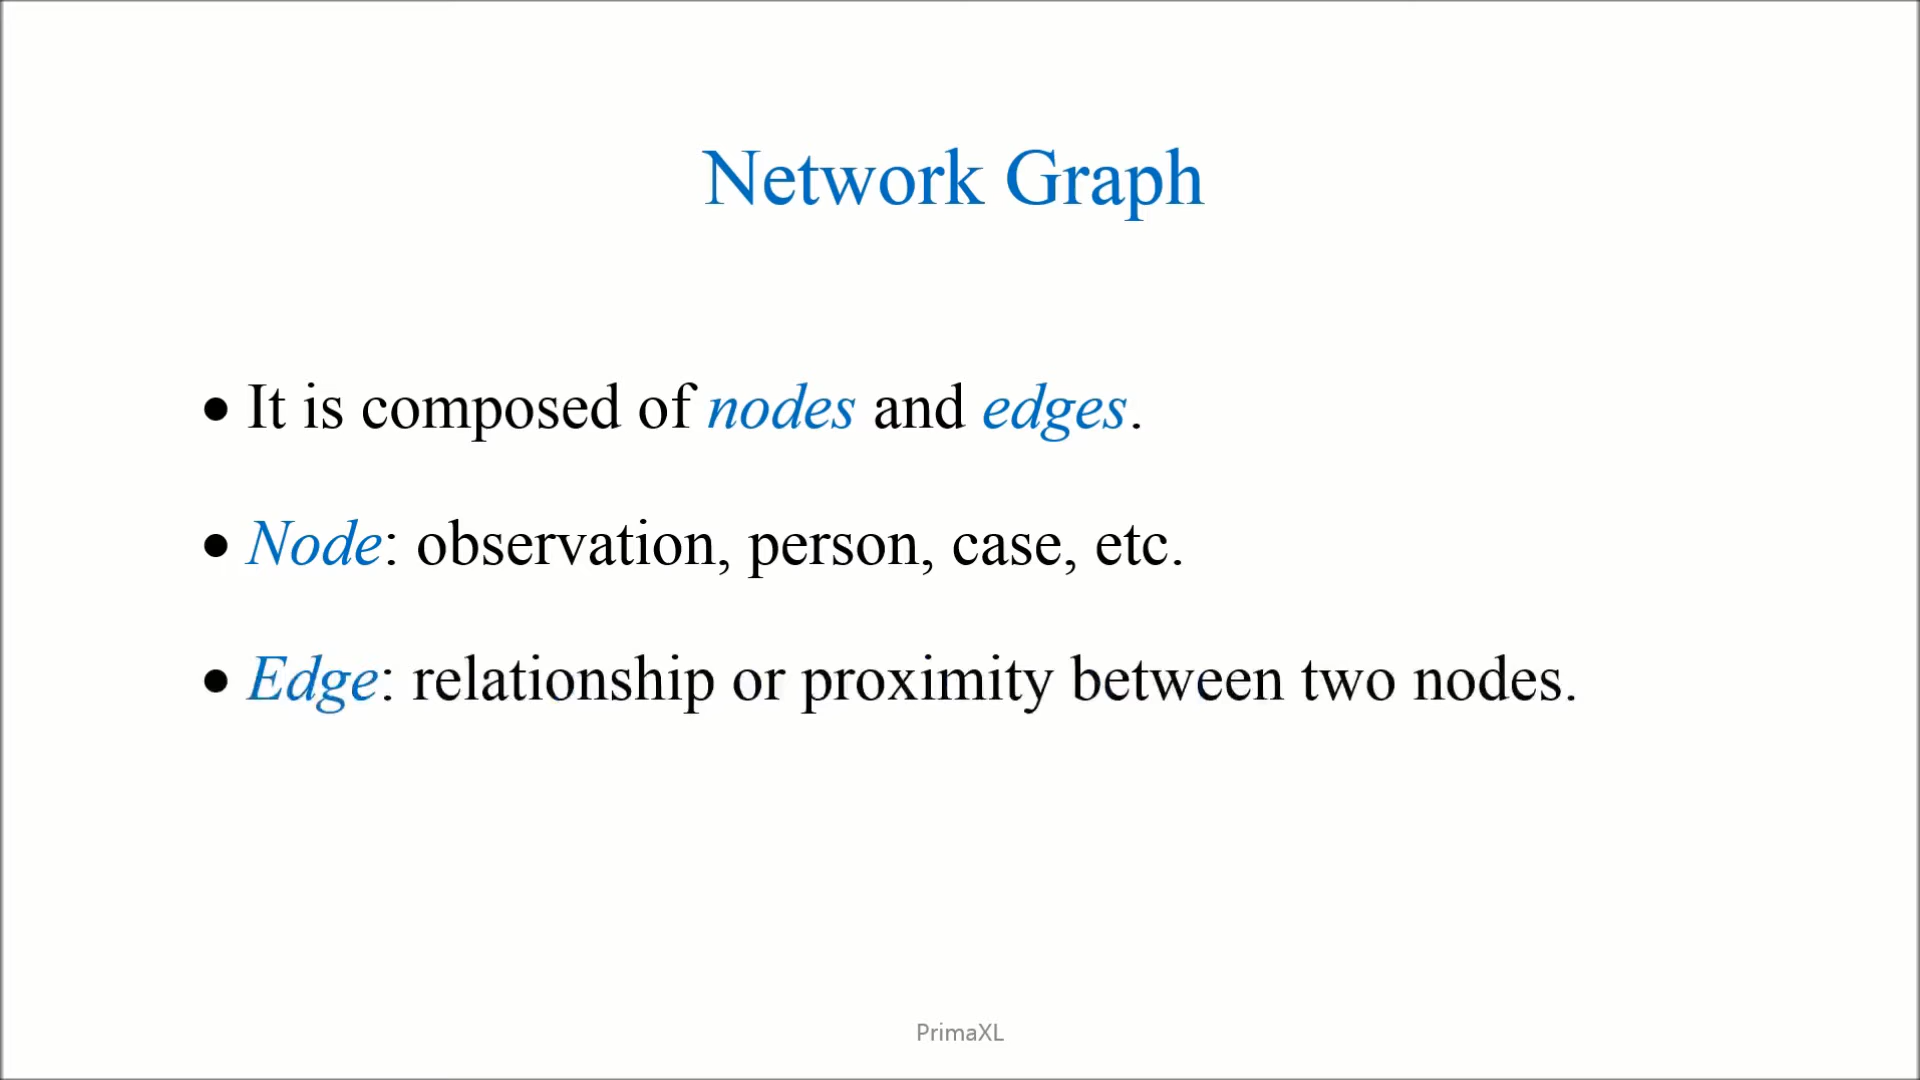 Network Graph
• It is composed of nodes and edges.
• Node: observation, person, case, etc.
• Edge: relationship or proximity between two nodes.
PrimaXL